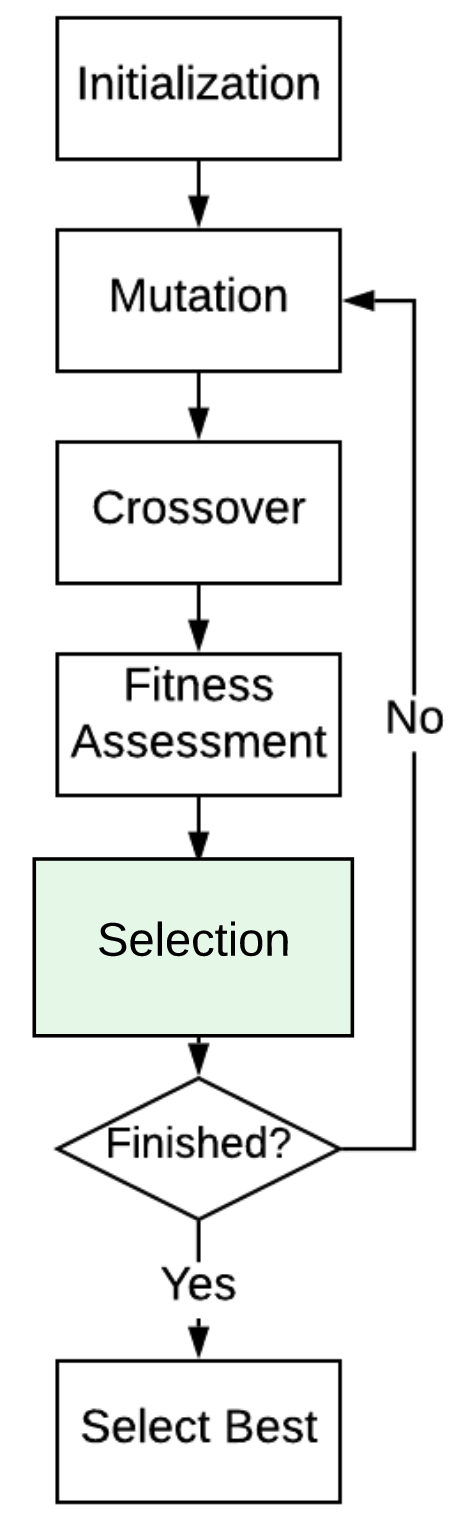 Initialization
Mutation
Crossover
Fitness
Assessment
No
Selection
Finished?
Yes
Select Best